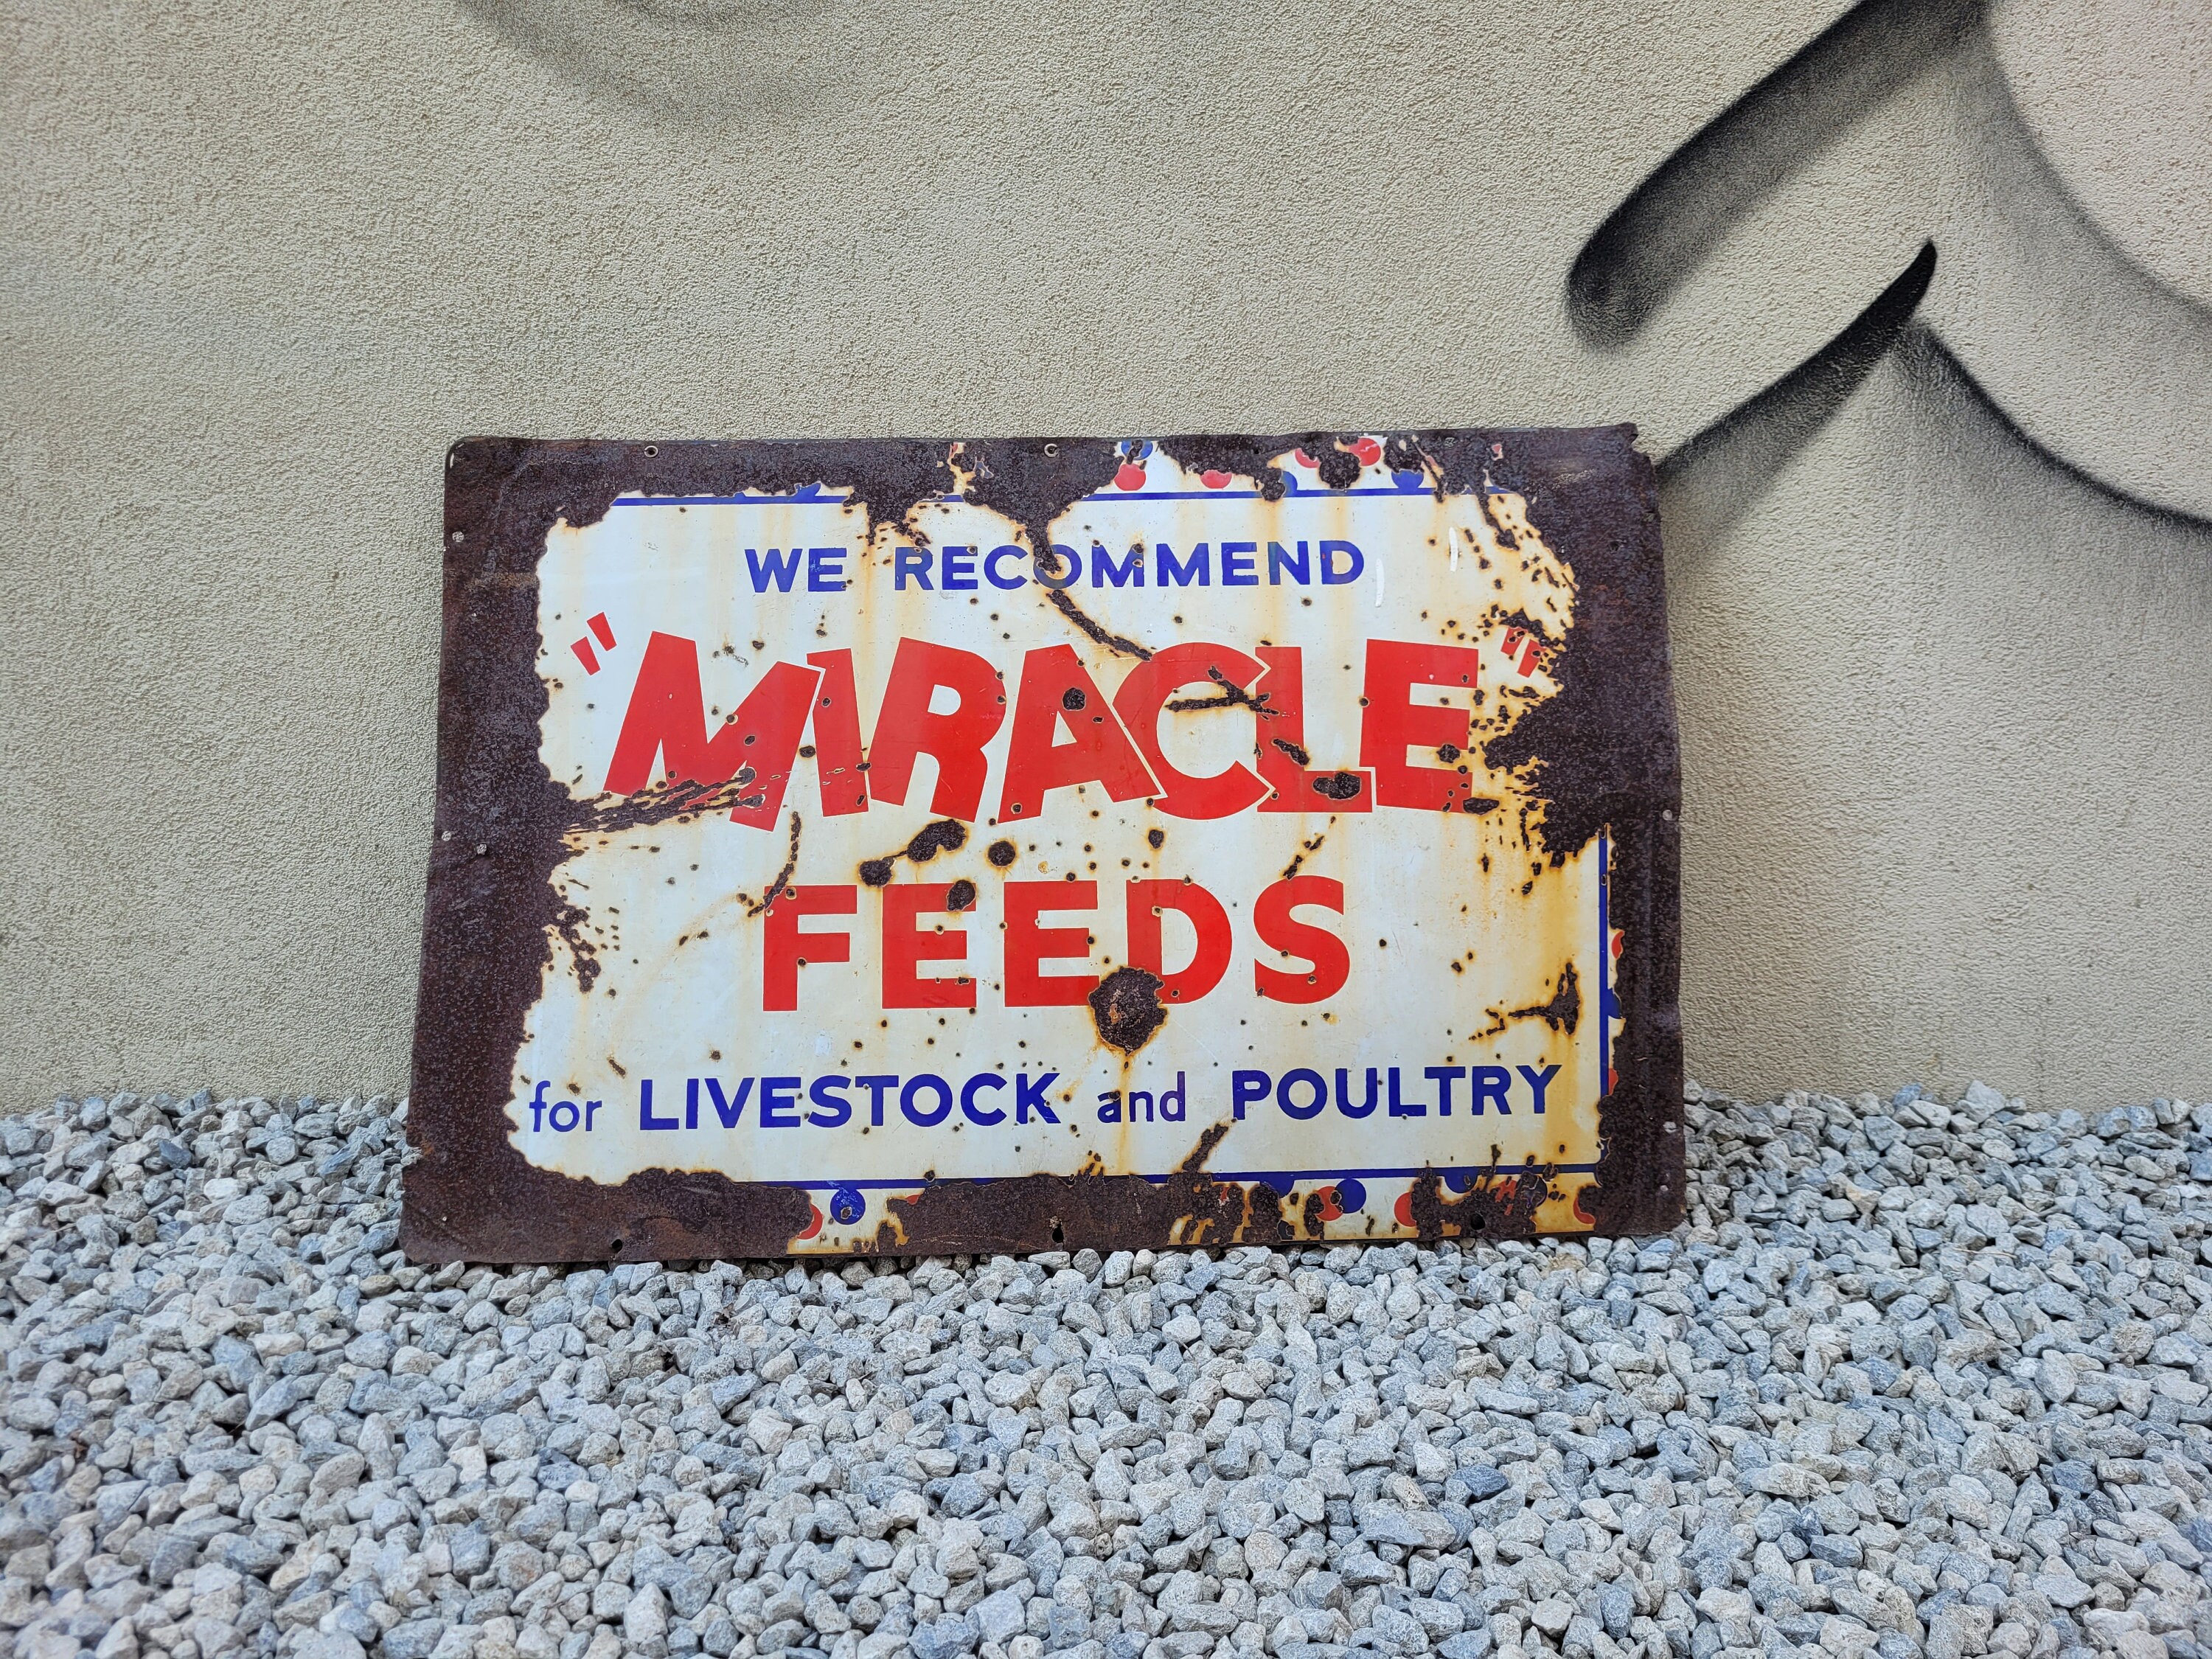 WE RECOMMEND
"MIRACLE"
FEEDS
for LIVESTOCK and POULTRY